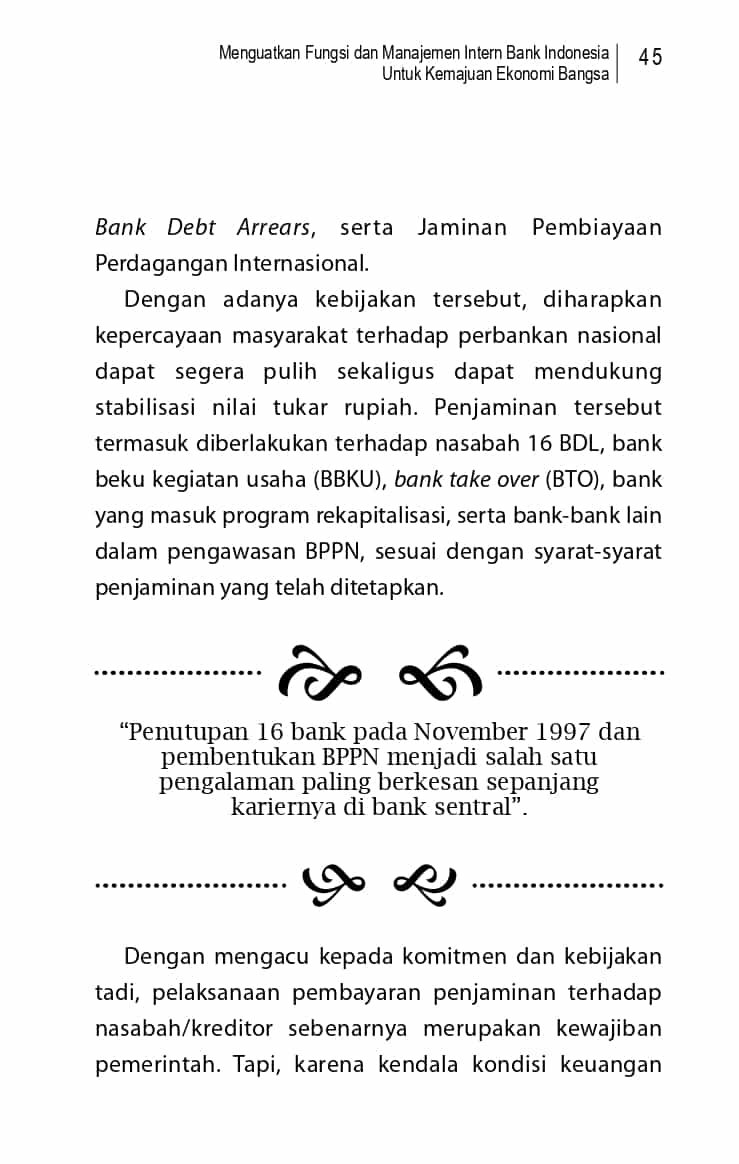 Menguatkan Fungsi dan Manajemen Intern Bank Indonesia
Untuk Kemajuan Ekonomi Bangsa
45
Bank Debt Arrears, serta Jaminan Pembiayaan
Perdagangan Internasional.
Dengan adanya kebijakan tersebut, diharapkan
kepercayaan masyarakat terhadap perbankan nasional
dapat segera pulih sekaligus dapat mendukung
stabilisasi nilai tukar rupiah. Penjaminan tersebut
termasuk diberlakukan terhadap nasabah 16 BDL, bank
beku kegiatan usaha (BBKU), bank take over (BTO), bank
yang masuk program rekapitalisasi, serta bank-bank lain
dalam pengawasan BPPN, sesuai dengan syarat-syarat
penjaminan yang telah ditetapkan.
“Penutupan 16 bank pada November 1997 dan
pembentukan BPPN menjadi salah satu
pengalaman paling berkesan sepanjang
kariernya di bank sentral”.
Dengan mengacu kepada komitmen dan kebijakan
tadi, pelaksanaan pembayaran penjaminan terhadap
nasabah/kreditor sebenarnya merupakan kewajiban
pemerintah. Tapi, karena kendala kondisi keuangan